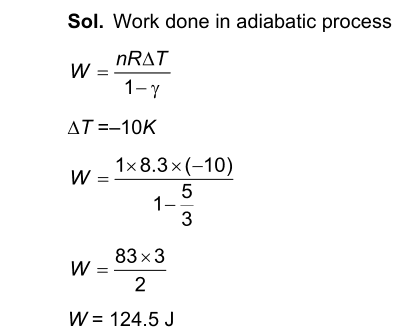 Sol. Work done in adiabatic process
W = nRΔT / 1–γ
ΔT =–10K
W = 1×8.3×(–10) / 1–5/3
W = 83×3 / 2
W = 124.5 J